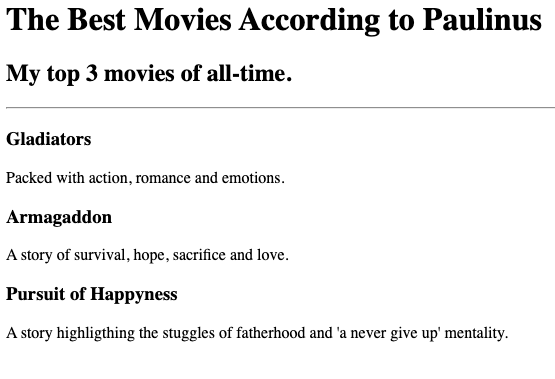 The Best Movies According to Paulinus
My top 3 movies of all-time.
Gladiators
Packed with action, romance and emotions.
Armagaddon
A story of survival, hope, sacrifice and love.
Pursuit of Happyness
A story highligthing the stuggles of fatherhood and 'a never give up' mentality.